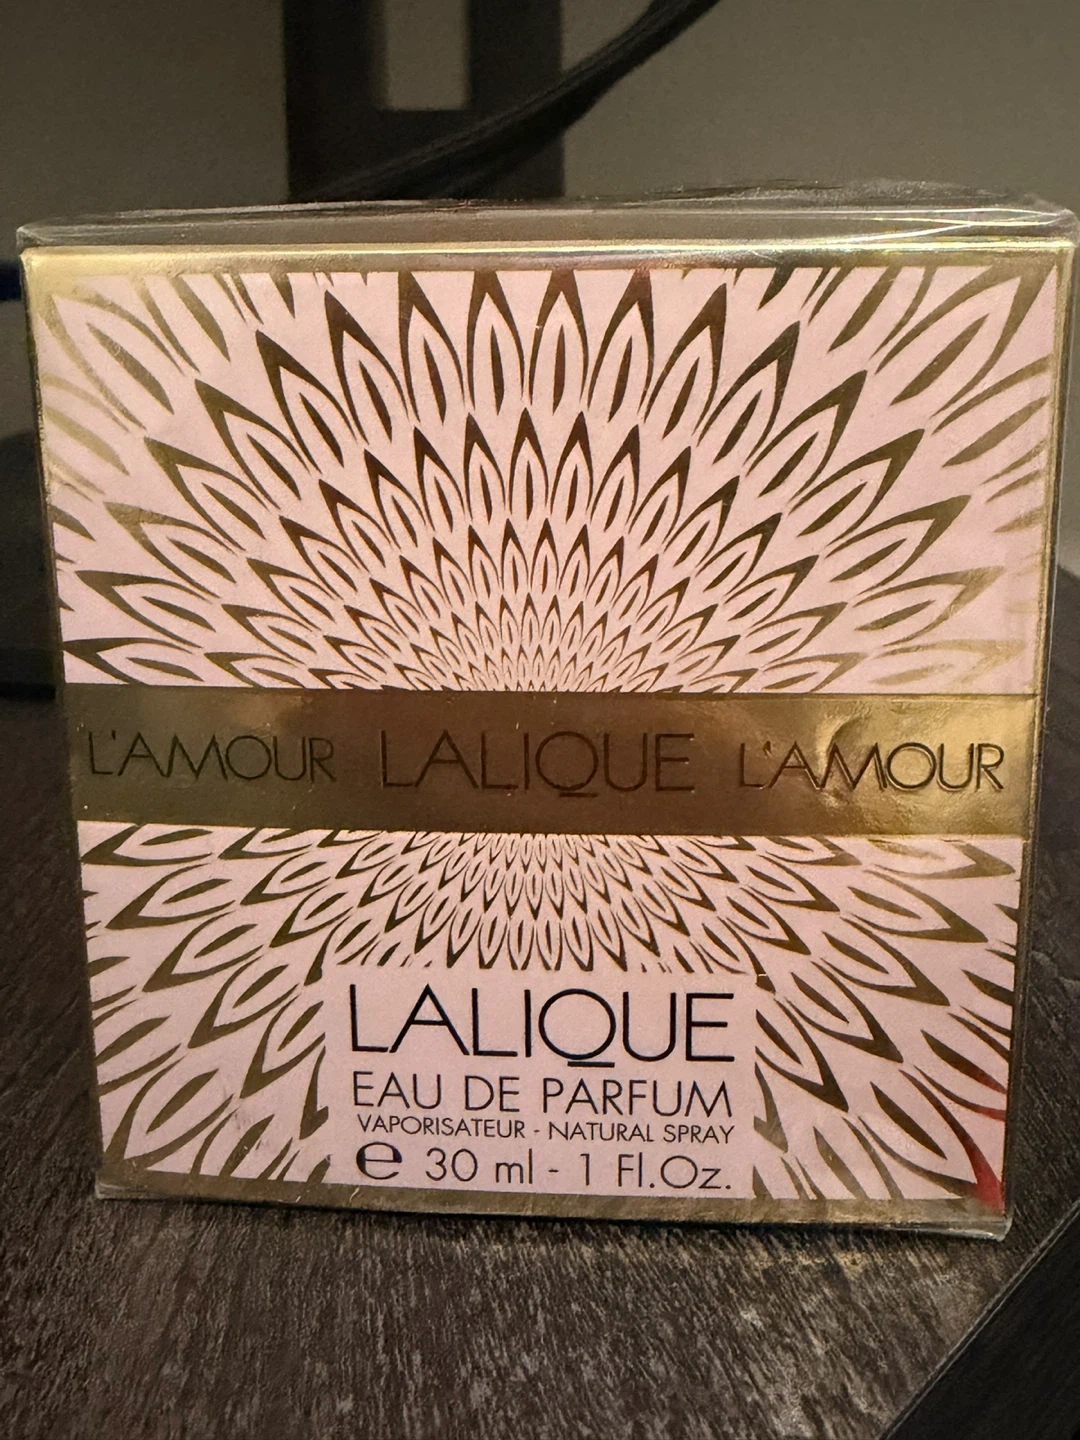 L'AMOUR LALIQUE L'AMOUR
LALIQUE
EAU DE PARFUM
VAPORISATEUR - NATURAL SPRAY
e 30 ml - 1 Fl.Oz.